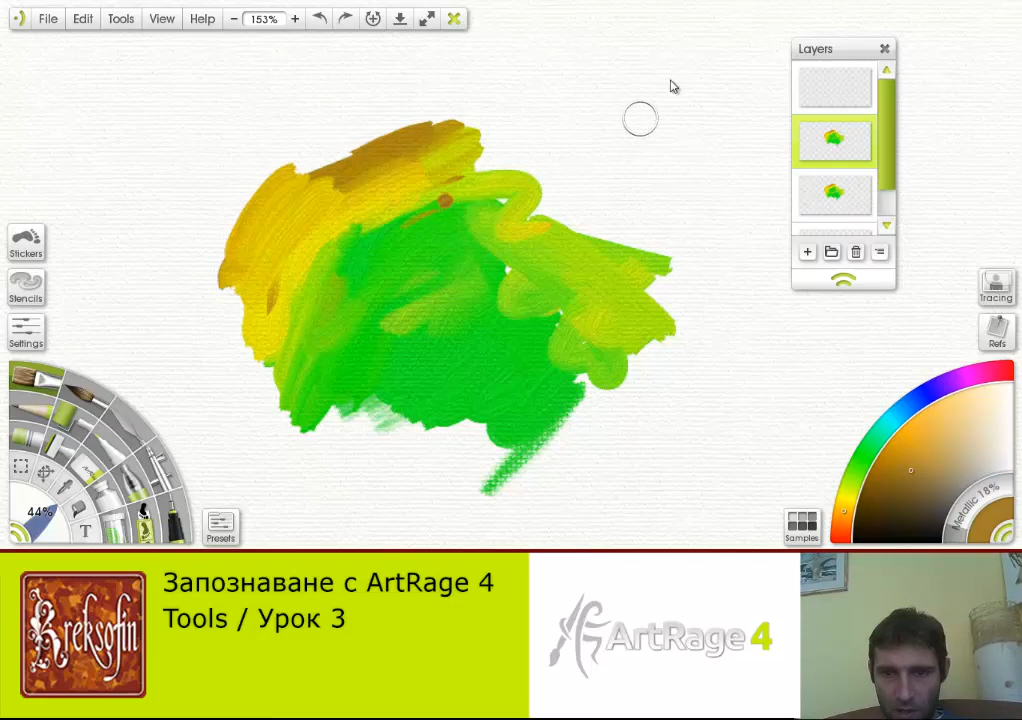 File Edit Tools View Help − 153% +
Layers
Stickers
Stencils
Settings
Tracing
Refs
44%
T
Presets
Samples
Metallic 18%
Запознаване с ArtRage 4
Tools / Урок 3
Kreksofin
ArtRage 4